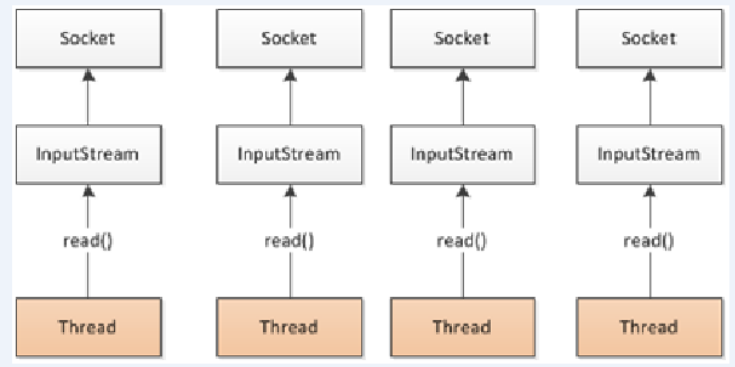 Socket Socket Socket Socket
InputStream InputStream InputStream InputStream
read() read() read() read()
Thread Thread Thread Thread